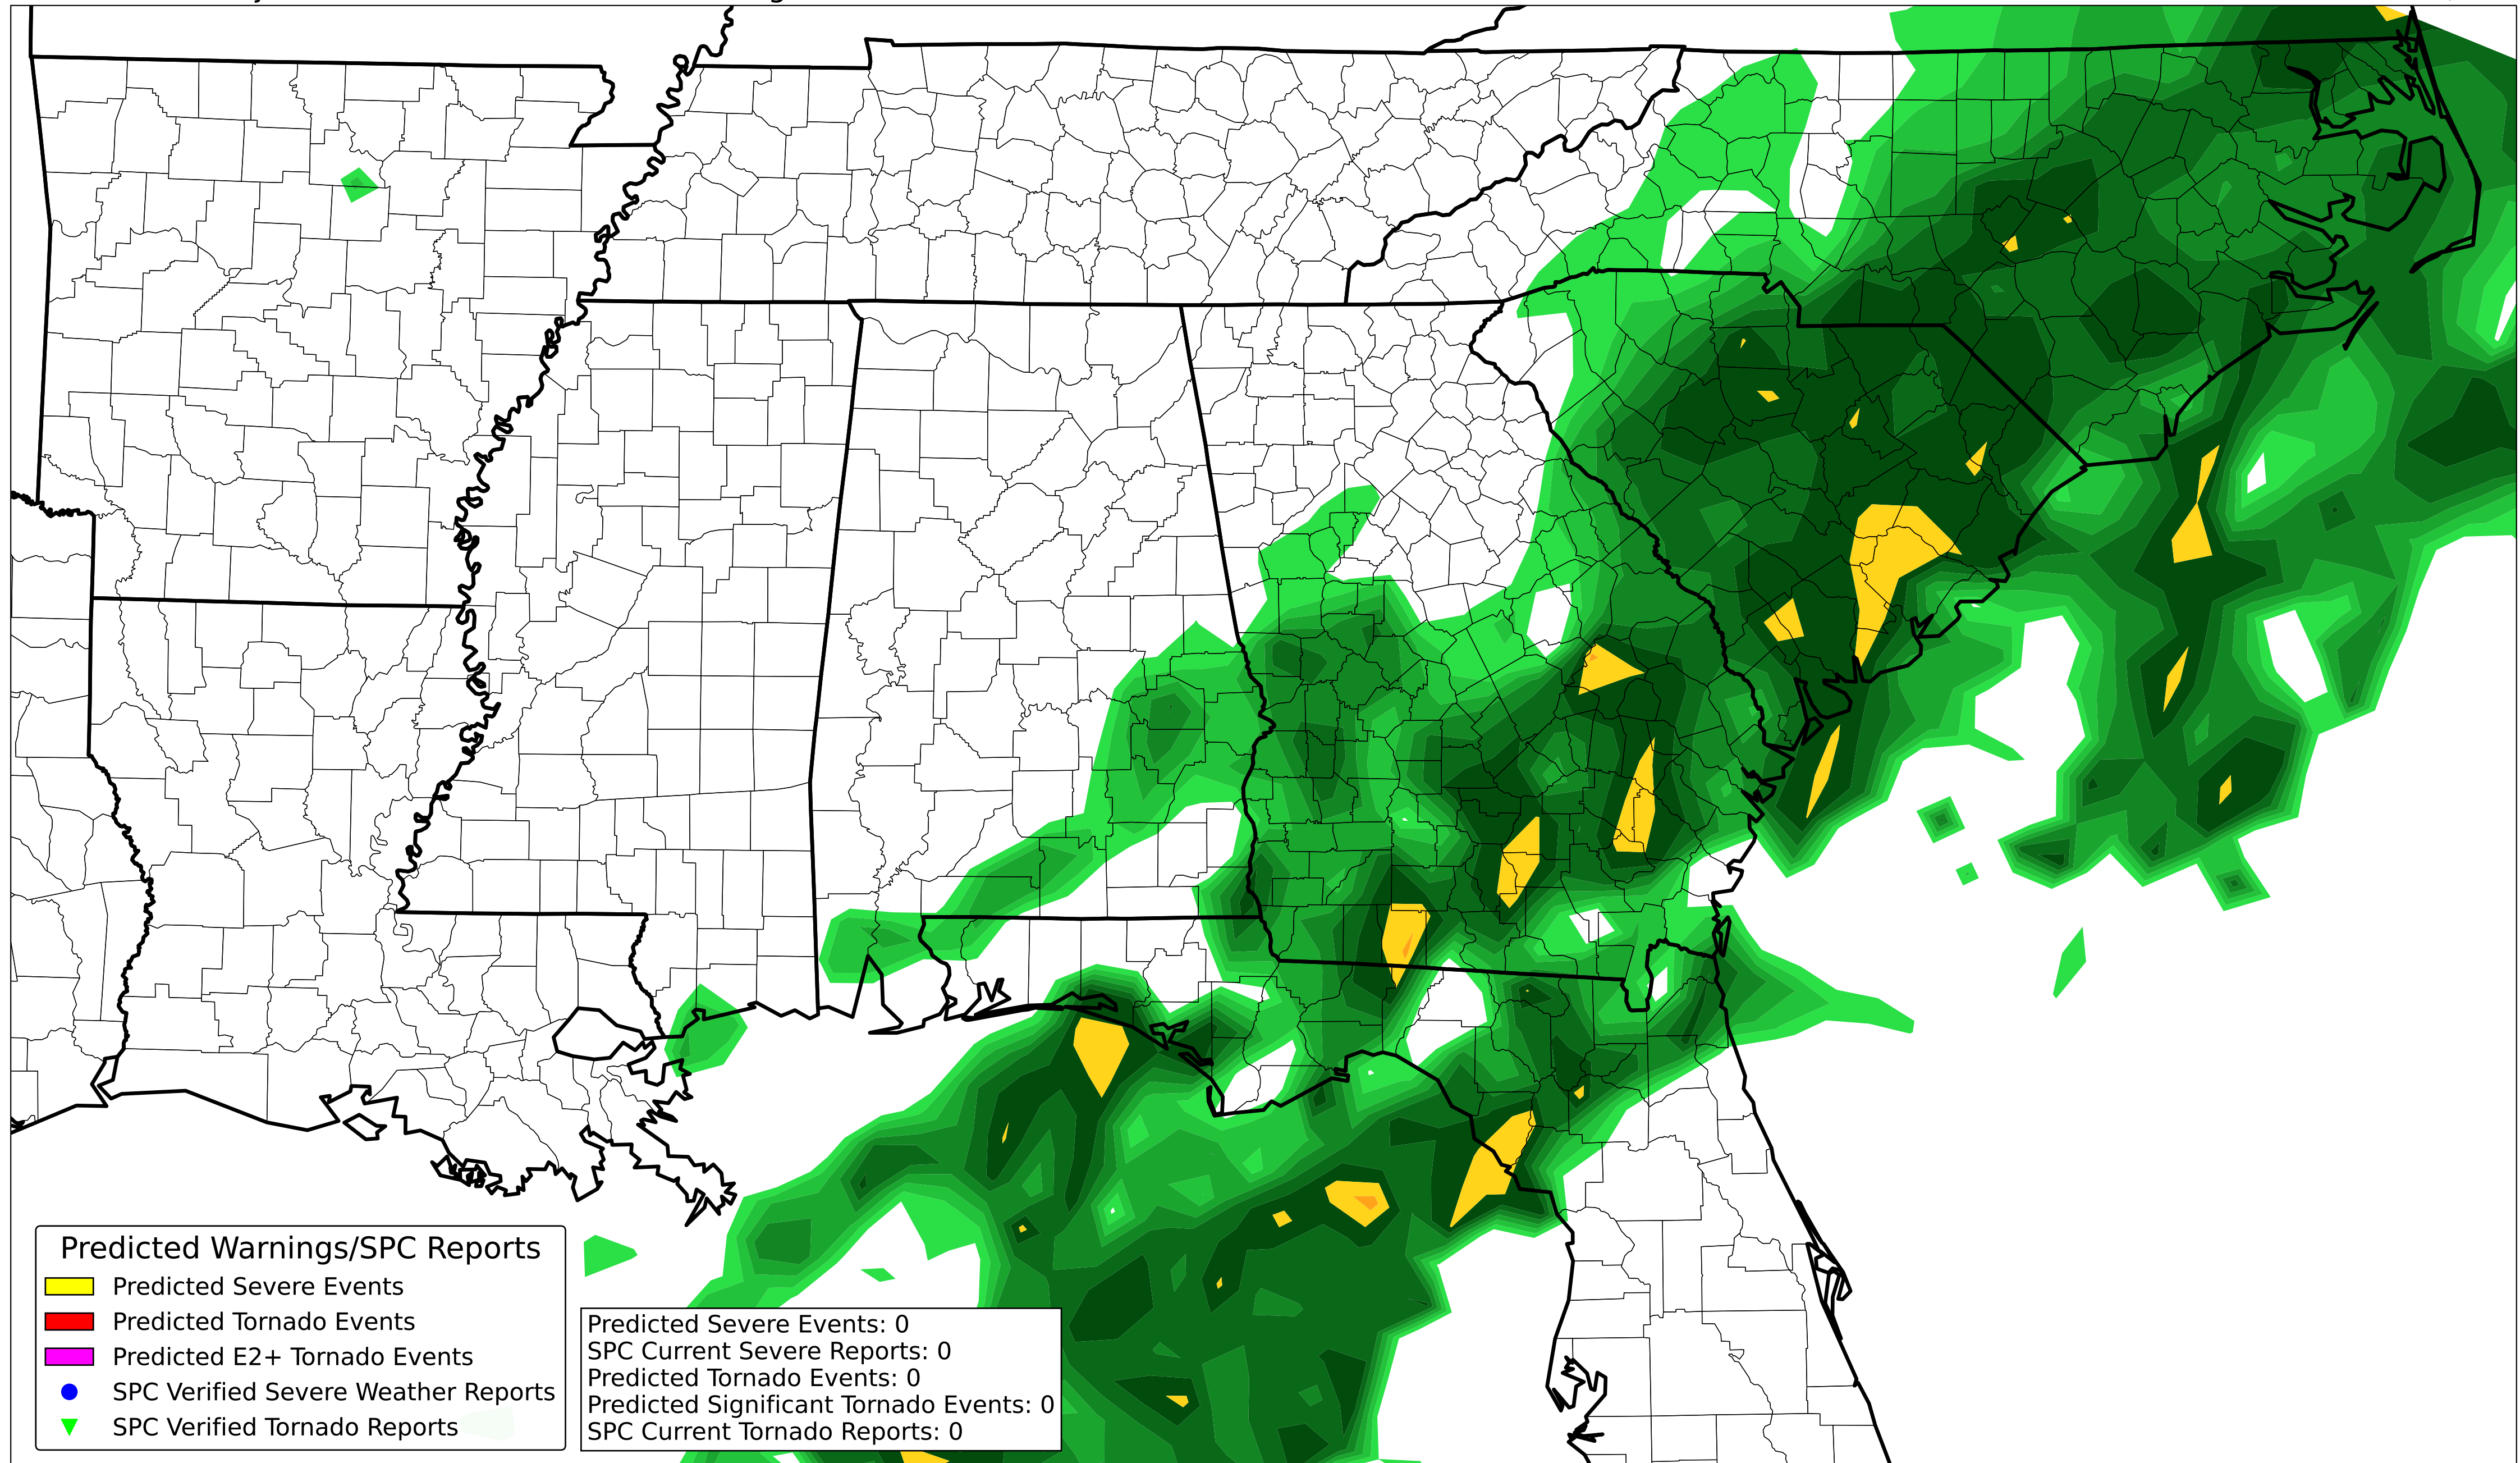 Predicted Warnings/SPC Reports
Predicted Severe Events
Predicted Tornado Events
Predicted E2+ Tornado Events
SPC Verified Severe Weather Reports
SPC Verified Tornado Reports
Predicted Severe Events: 0
SPC Current Severe Reports: 0
Predicted Tornado Events: 0
Predicted Significant Tornado Events: 0
SPC Current Tornado Reports: 0